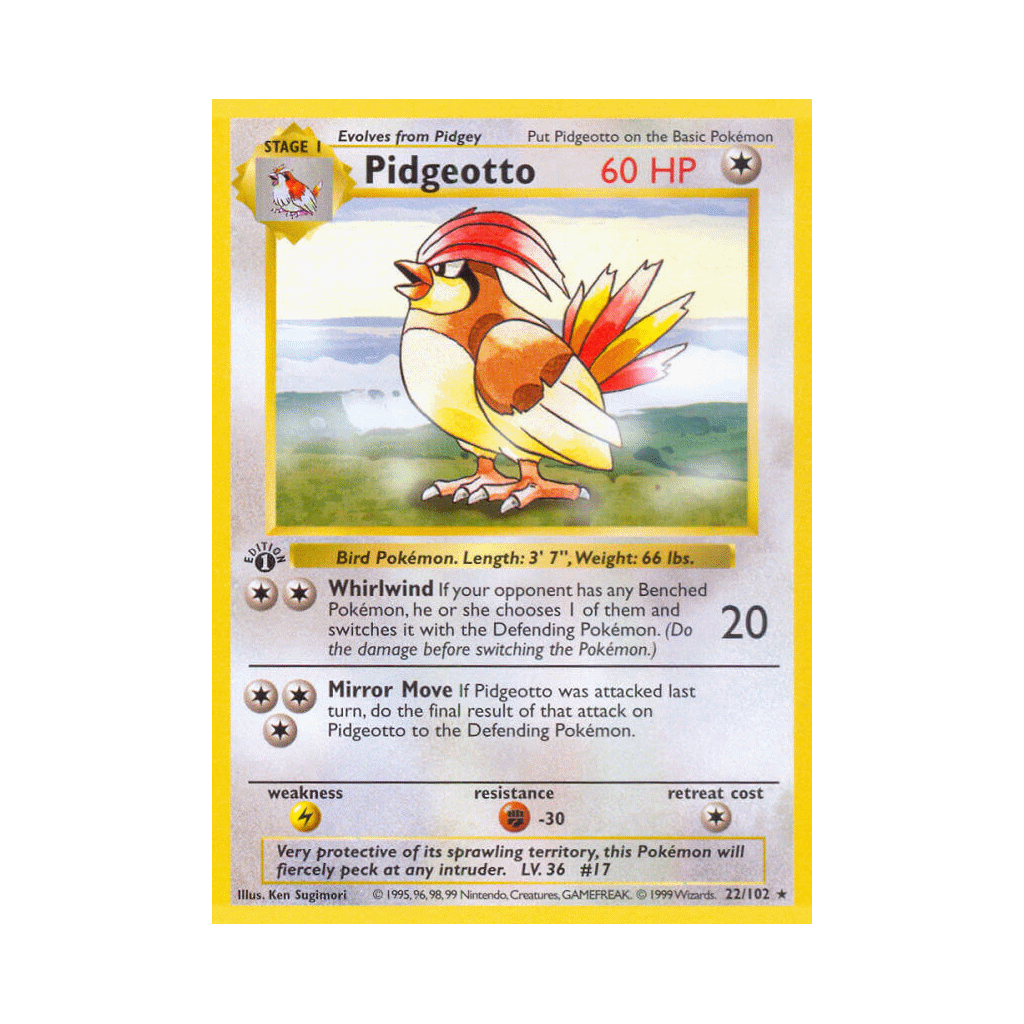 Evolves from Pidgey Put Pidgeotto on the Basic Pokémon
STAGE 1
Pidgeotto 60 HP
EDITION
1
Bird Pokémon. Length: 3' 7", Weight: 66 lbs.
Whirlwind If your opponent has any Benched
Pokémon, he or she chooses 1 of them and
switches it with the Defending Pokémon. (Do
the damage before switching the Pokémon.)
20
Mirror Move If Pidgeotto was attacked last
turn, do the final result of that attack on
Pidgeotto to the Defending Pokémon.
weakness resistance retreat cost
-30
Very protective of its sprawling territory, this Pokémon will
fiercely peck at any intruder. LV. 36 #17
Illus. Ken Sugimori © 1995, 96, 98, 99 Nintendo, Creatures, GAMEFREAK. © 1999 Wizards. 22/102 ★